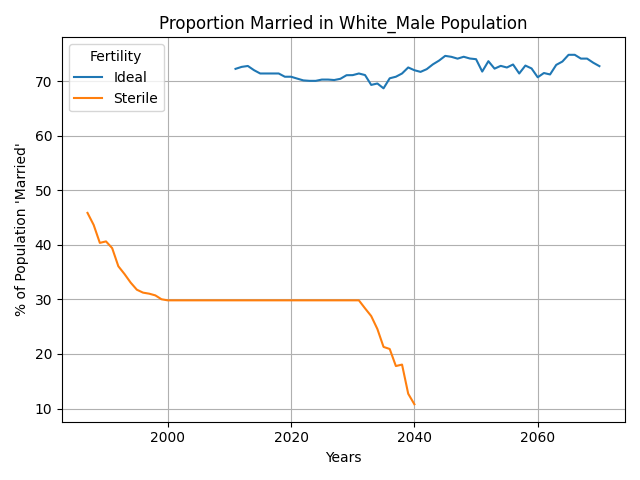 Proportion Married in White_Male Population
Fertility
Ideal
Sterile
% of Population 'Married'
70
60
50
40
30
20
10
2000 2020 2040 2060
Years